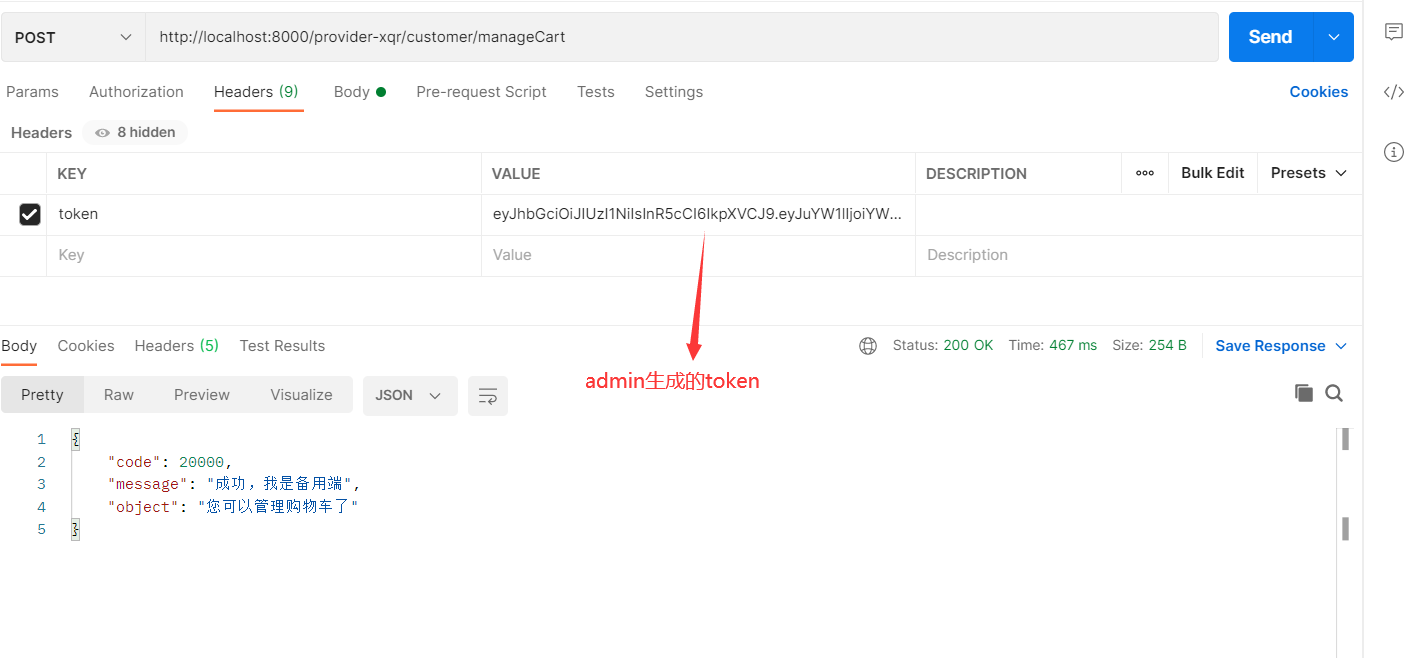 POST http://localhost:8000/provider-xqr/customer/manageCart Send
Params Authorization Headers (9) Body Pre-request Script Tests Settings Cookies
Headers 8 hidden
KEY VALUE DESCRIPTION ooo Bulk Edit Presets
token eyJhbGciOiJIUzI1NiIsInR5cCI6IkpXVCJ9.eyJuYW1lIjoiYW...
Key Value Description
Body Cookies Headers (5) Test Results Status: 200 OK Time: 467 ms Size: 254 B Save Response
admin生成的token
Pretty Raw Preview Visualize JSON
1 {
2 "code": 20000,
3 "message": "成功，我是备用端",
4 "object": "您可以管理购物车了"
5 }